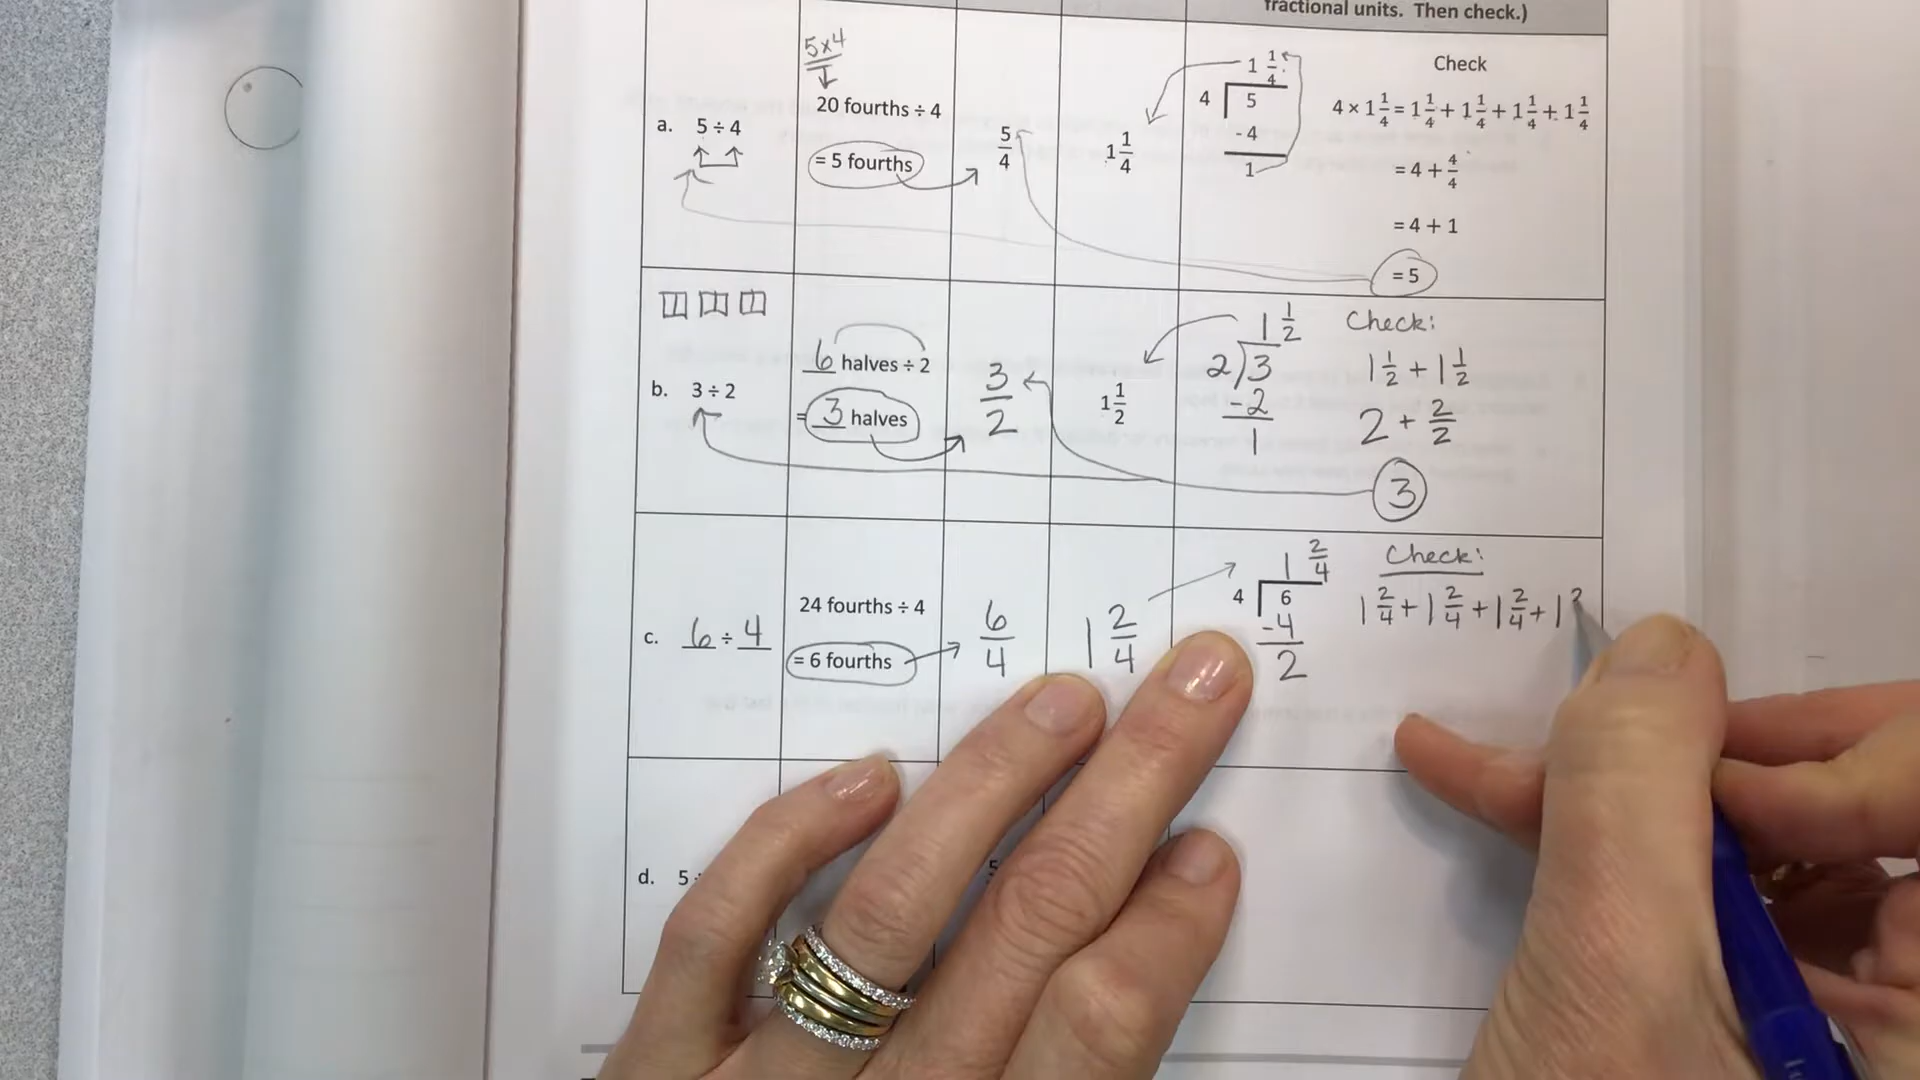 fractional units. Then check.)
5x4
20 fourths ÷ 4
a. 5 ÷ 4
= 5 fourths
5/4
1 1/4
1 1/4
4 5
-4
1
Check
4 × 1 1/4 = 1 1/4 + 1 1/4 + 1 1/4 + 1 1/4
= 4 + 4/4
= 4 + 1
= 5
b. 3 ÷ 2
6 halves ÷ 2
= 3 halves
3/2
1 1/2
1 1/2
2)3
-2
1
Check:
1 1/2 + 1 1/2
2 + 2/2
3
c. 6 ÷ 4
24 fourths ÷ 4
= 6 fourths
6/4
1 2/4
1 2/4
4 6
-4
2
Check:
1 2/4 + 1 2/4 + 1 2/4 + 1 2
d. 5
5